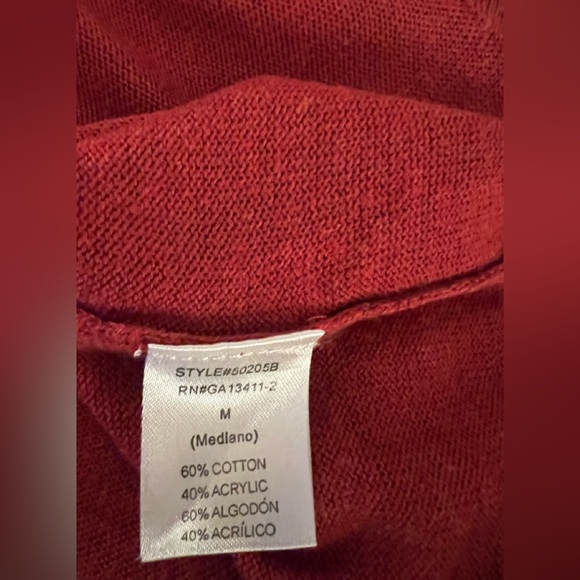 STYLE#50205B
RN#GA13411-2
M
(Mediano)
60% COTTON
40% ACRYLIC
60% ALGODÓN
40% ACRÍLICO